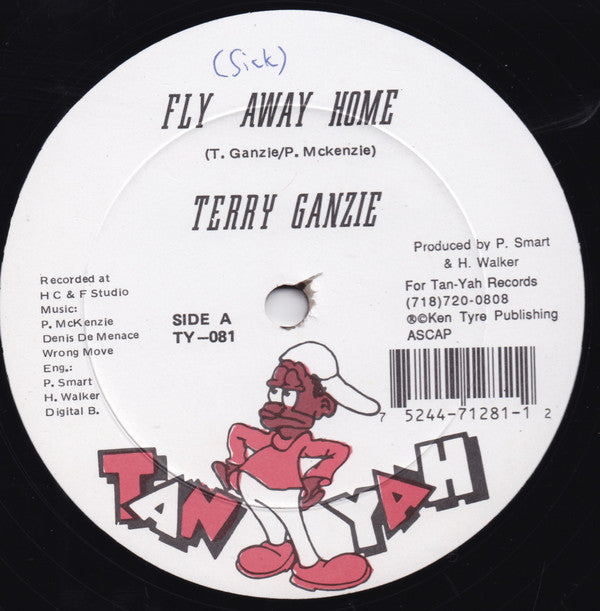 (Sick)
FLY AWAY HOME
(T. Ganzie/P. Mckenzie)
TERRY GANZIE
Produced by P. Smart
& H. Walker
For Tan-Yah Records
(718)720-0808
®©Ken Tyre Publishing
ASCAP
Recorded at
H C & F Studio
Music:
P. McKenzie
Denis De Menace
Wrong Move
Eng.:
P. Smart
H. Walker
Digital B.
SIDE A
TY-081
7 5244-71281-1 2
TAN YAH